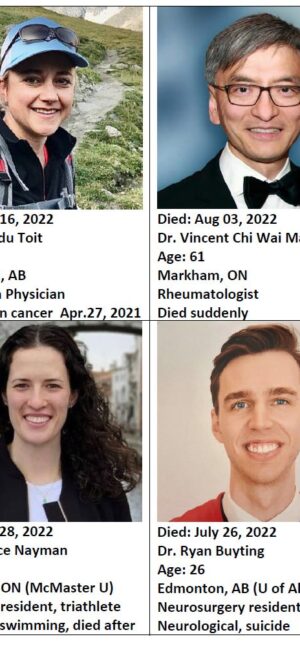 16, 2022
du Toit
, AB
Physician
n cancer Apr.27, 2021
Died: Aug 03, 2022
Dr. Vincent Chi Wai Ma
Age: 61
Markham, ON
Rheumatologist
Died suddenly
28, 2022
ce Nayman
ON (McMaster U)
resident, triathlete
swimming, died after
Died: July 26, 2022
Dr. Ryan Buyting
Age: 26
Edmonton, AB (U of Al
Neurosurgery resident
Neurological, suicide